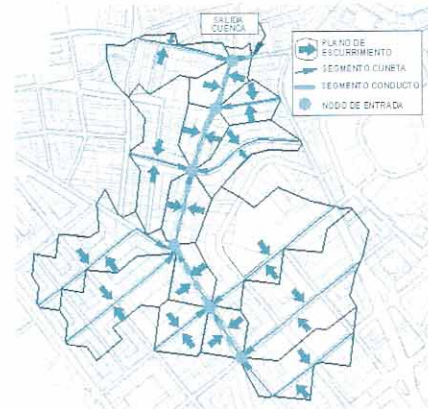 SALIDA
CUENCA
PLANO DE
ESCURRIMIENTO
SEGMENTO CUNETA
SEGMENTO CONDUCTO
NODO DE ENTRADA